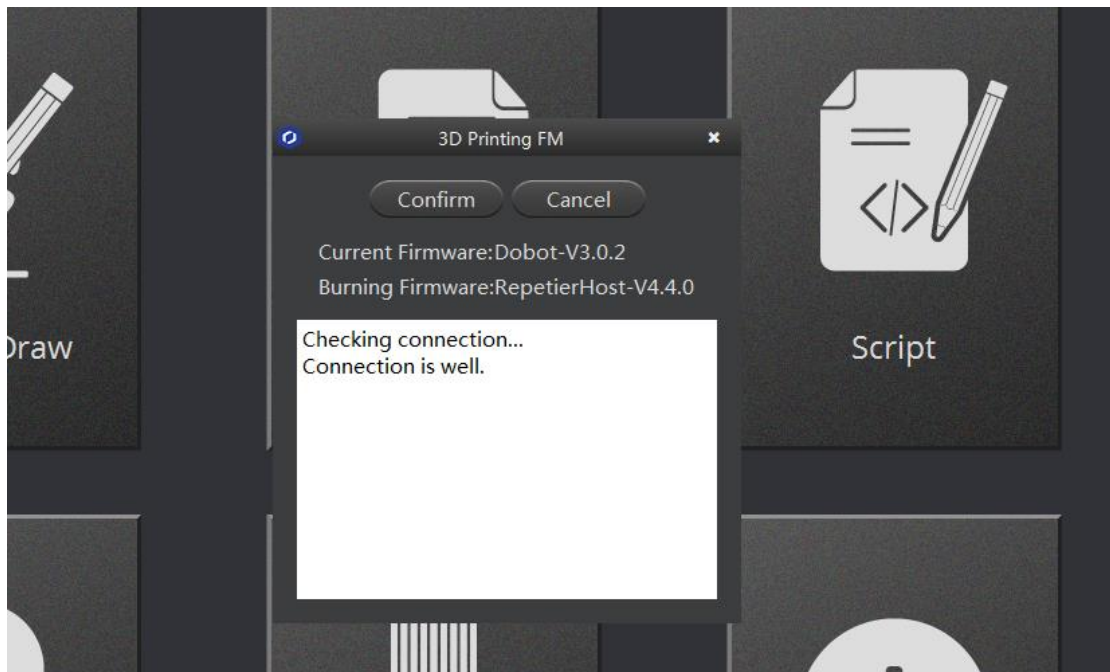 3D Printing FM
Confirm Cancel
Current Firmware:Dobot-V3.0.2
Burning Firmware:RepetierHost-V4.4.0
Checking connection...
Connection is well.
Draw
Script